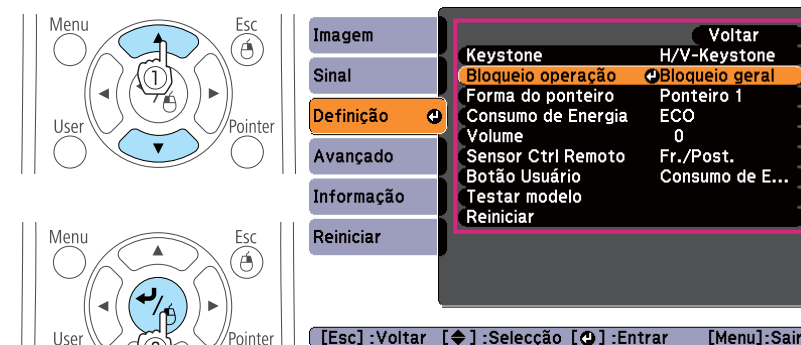 Menu
Esc
①
User
Pointer
Menu
Esc
User
Pointer
Imagem
Sinal
Definição
Avançado
Informação
Reiniciar
Voltar
Keystone H/V-Keystone
Bloqueio operação Bloqueio geral
Forma do ponteiro Ponteiro 1
Consumo de Energia ECO
Volume 0
Sensor Ctrl Remoto Fr./Post.
Botão Usuário Consumo de E...
Testar modelo
Reiniciar
[Esc] :Voltar [◆] :Selecção [⏎] :Entrar [Menu]:Sair